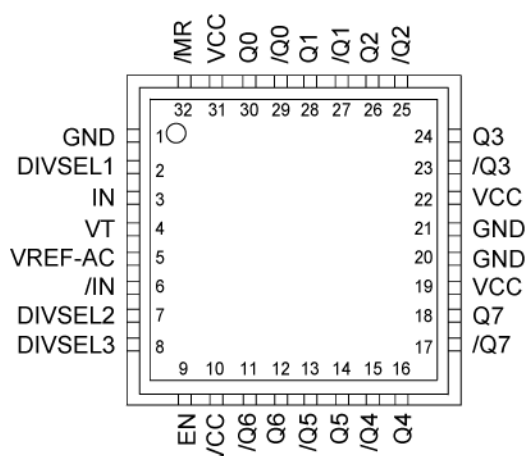 /MR
VCC
Q0
/Q0
Q1
/Q1
Q2
/Q2
32 31 30 29 28 27 26 25
GND 1 24 Q3
DIVSEL1 2 23 /Q3
IN 3 22 VCC
VT 4 21 GND
VREF-AC 5 20 GND
/IN 6 19 VCC
DIVSEL2 7 18 Q7
DIVSEL3 8 17 /Q7
9 10 11 12 13 14 15 16
EN
VCC
/Q6
Q6
/Q5
Q5
/Q4
Q4